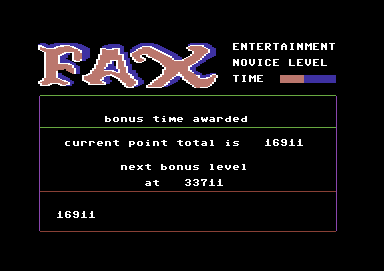 FAX
ENTERTAINMENT
NOVICE LEVEL
TIME
bonus time awarded
current point total is 16911
next bonus level
at 33711
16911